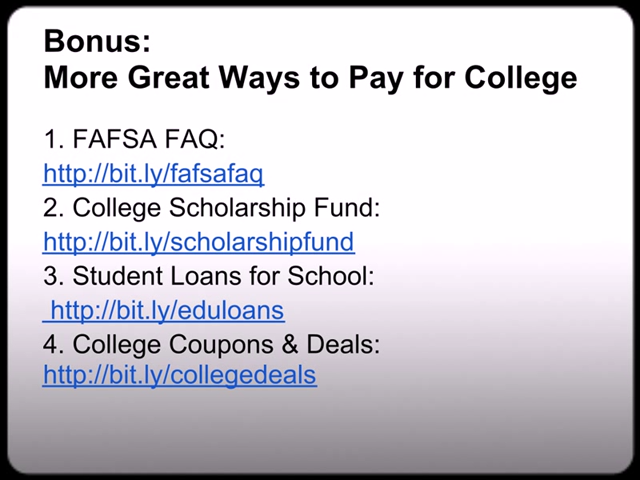 Bonus:
More Great Ways to Pay for College
1. FAFSA FAQ:
http://bit.ly/fafsafaq
2. College Scholarship Fund:
http://bit.ly/scholarshipfund
3. Student Loans for School:
http://bit.ly/eduloans
4. College Coupons & Deals:
http://bit.ly/collegedeals